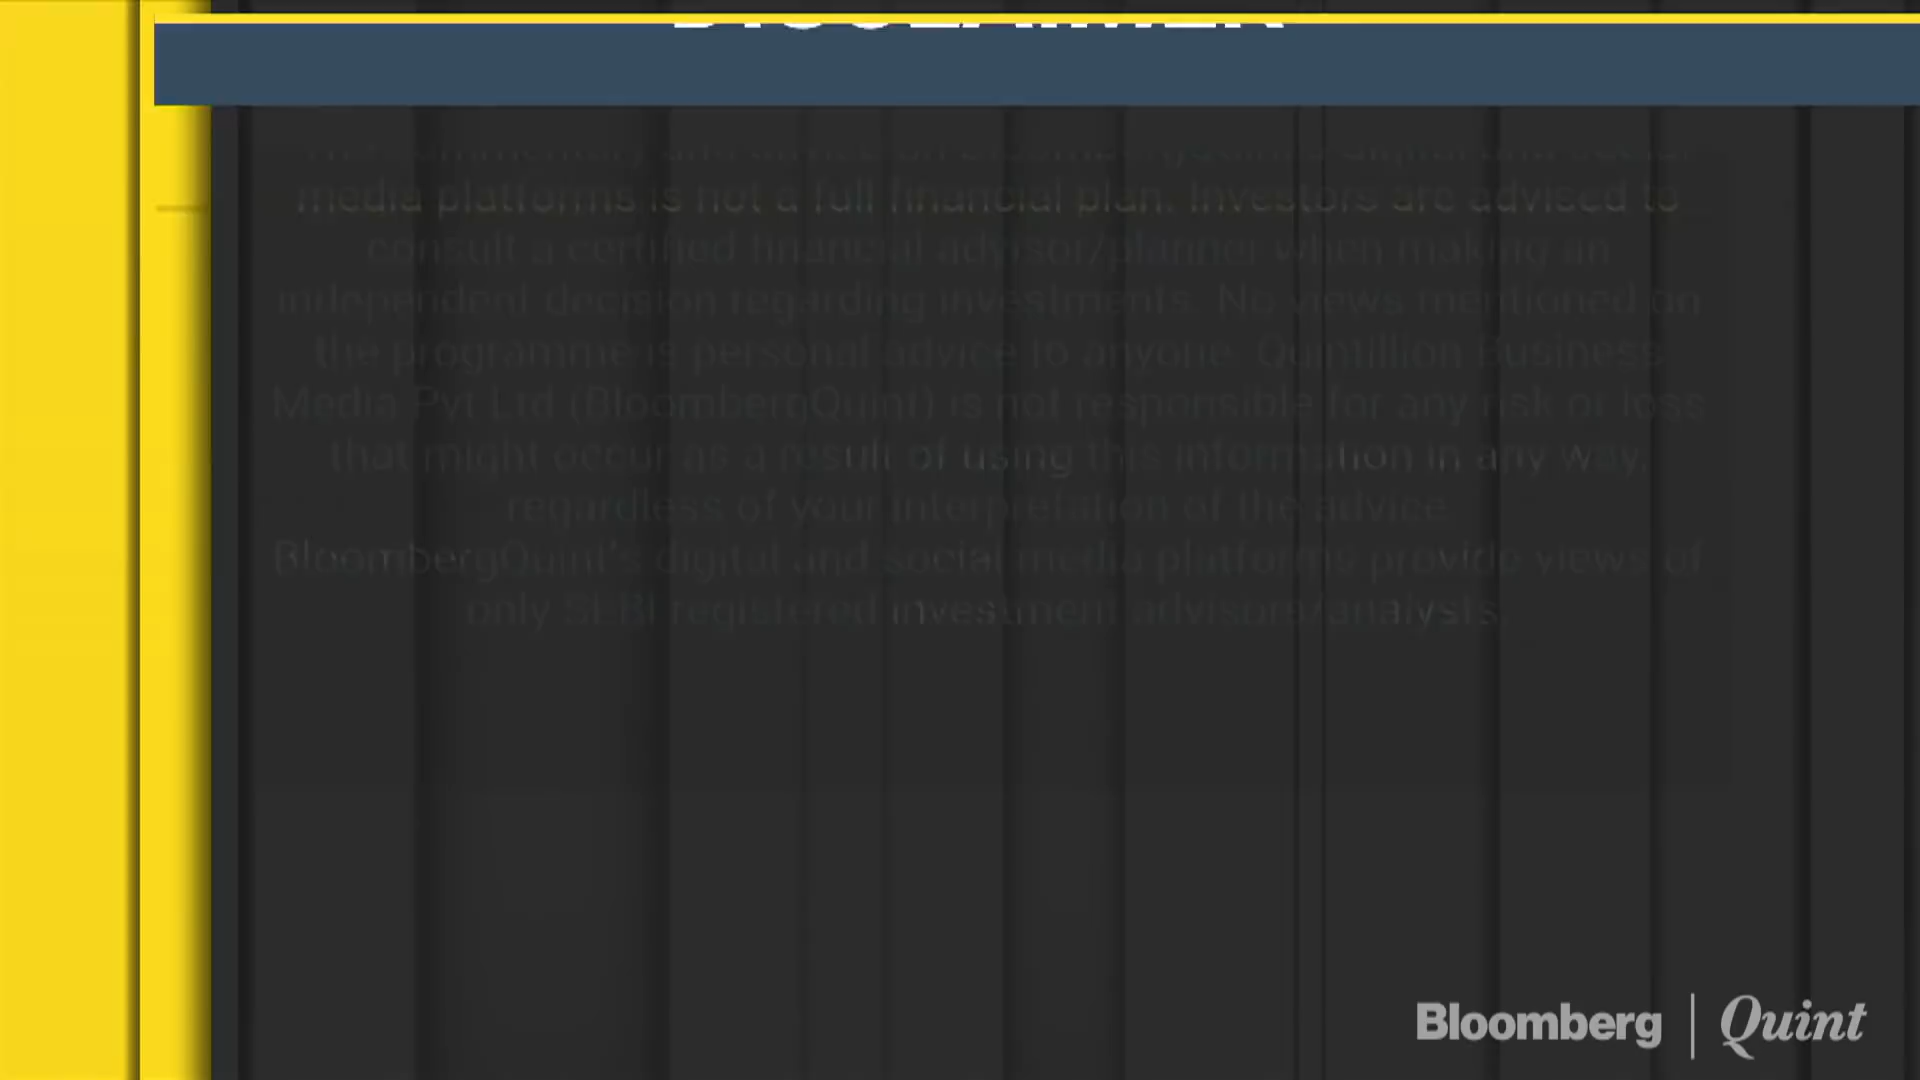 DISCLAIMER
media platforms is not a full financial plan. Investors are advised to
consult a certified financial advisor/planner when making an
independent decision regarding investments. No views mentioned on
the programme is personal advice to anyone. Quintillion Business
Media Pvt Ltd (BloombergQuint) is not responsible for any risk or loss
that might occur as a result of using this information in any way,
regardless of your interpretation of the advice.
BloombergQuint's digital and social media platforms provide views of
only SEBI registered investment advisors/analysts.
Bloomberg | Quint